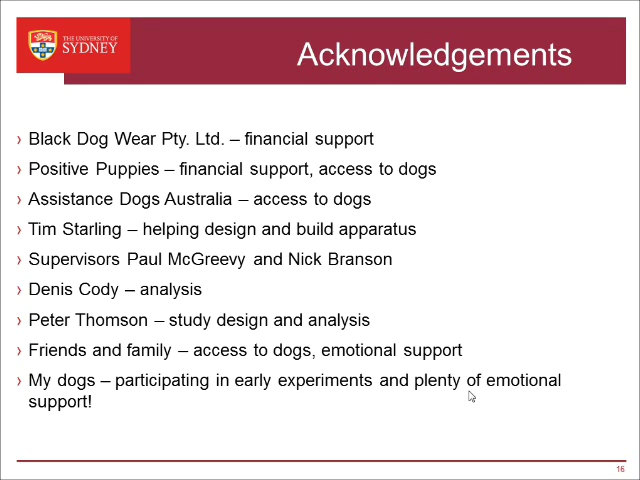 THE UNIVERSITY OF
SYDNEY
Acknowledgements
› Black Dog Wear Pty. Ltd. – financial support
› Positive Puppies – financial support, access to dogs
› Assistance Dogs Australia – access to dogs
› Tim Starling – helping design and build apparatus
› Supervisors Paul McGreevy and Nick Branson
› Denis Cody – analysis
› Peter Thomson – study design and analysis
› Friends and family – access to dogs, emotional support
› My dogs – participating in early experiments and plenty of emotional
support!
16